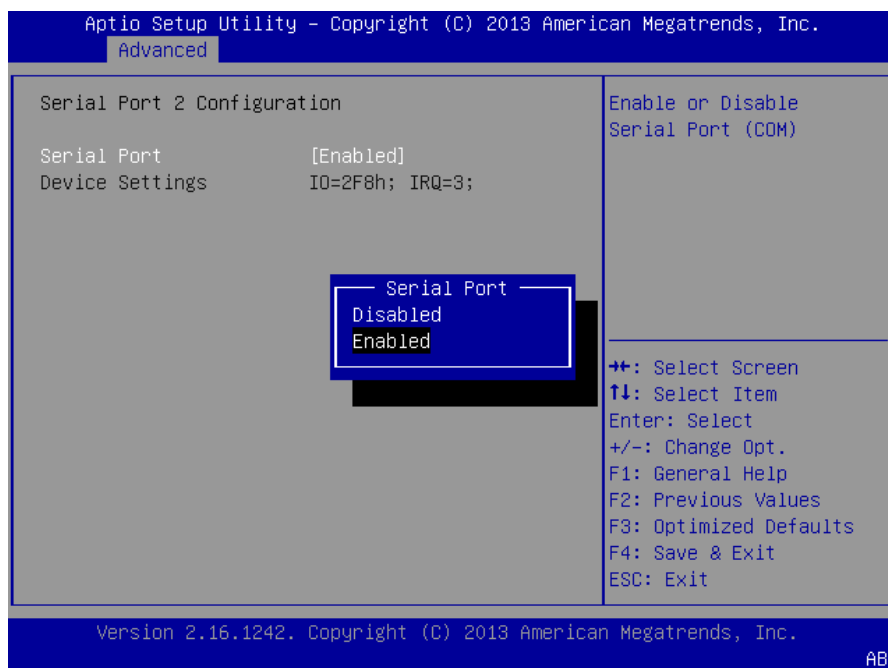 Aptio Setup Utility – Copyright (C) 2013 American Megatrends, Inc.
Advanced
Serial Port 2 Configuration
Serial Port [Enabled]
Device Settings IO=2F8h; IRQ=3;
Serial Port
Disabled
Enabled
Enable or Disable
Serial Port (COM)
→←: Select Screen
↑↓: Select Item
Enter: Select
+/-: Change Opt.
F1: General Help
F2: Previous Values
F3: Optimized Defaults
F4: Save & Exit
ESC: Exit
Version 2.16.1242. Copyright (C) 2013 American Megatrends, Inc.
AB